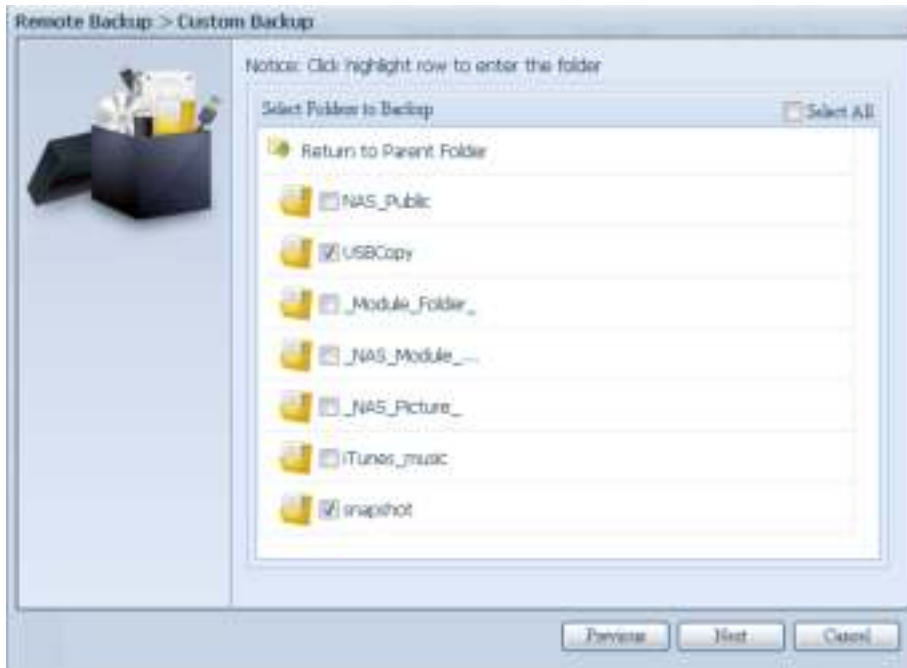 Remote Backup > Custom Backup
Notice: Click highlight row to enter the folder
Select Folders to Backup
Select All
Return to Parent Folder
NAS_Public
USBCopy
_Module_Folder_
_NAS_Module_...
_NAS_Picture_
iTunes_music
snapshot
Previous
Next
Cancel